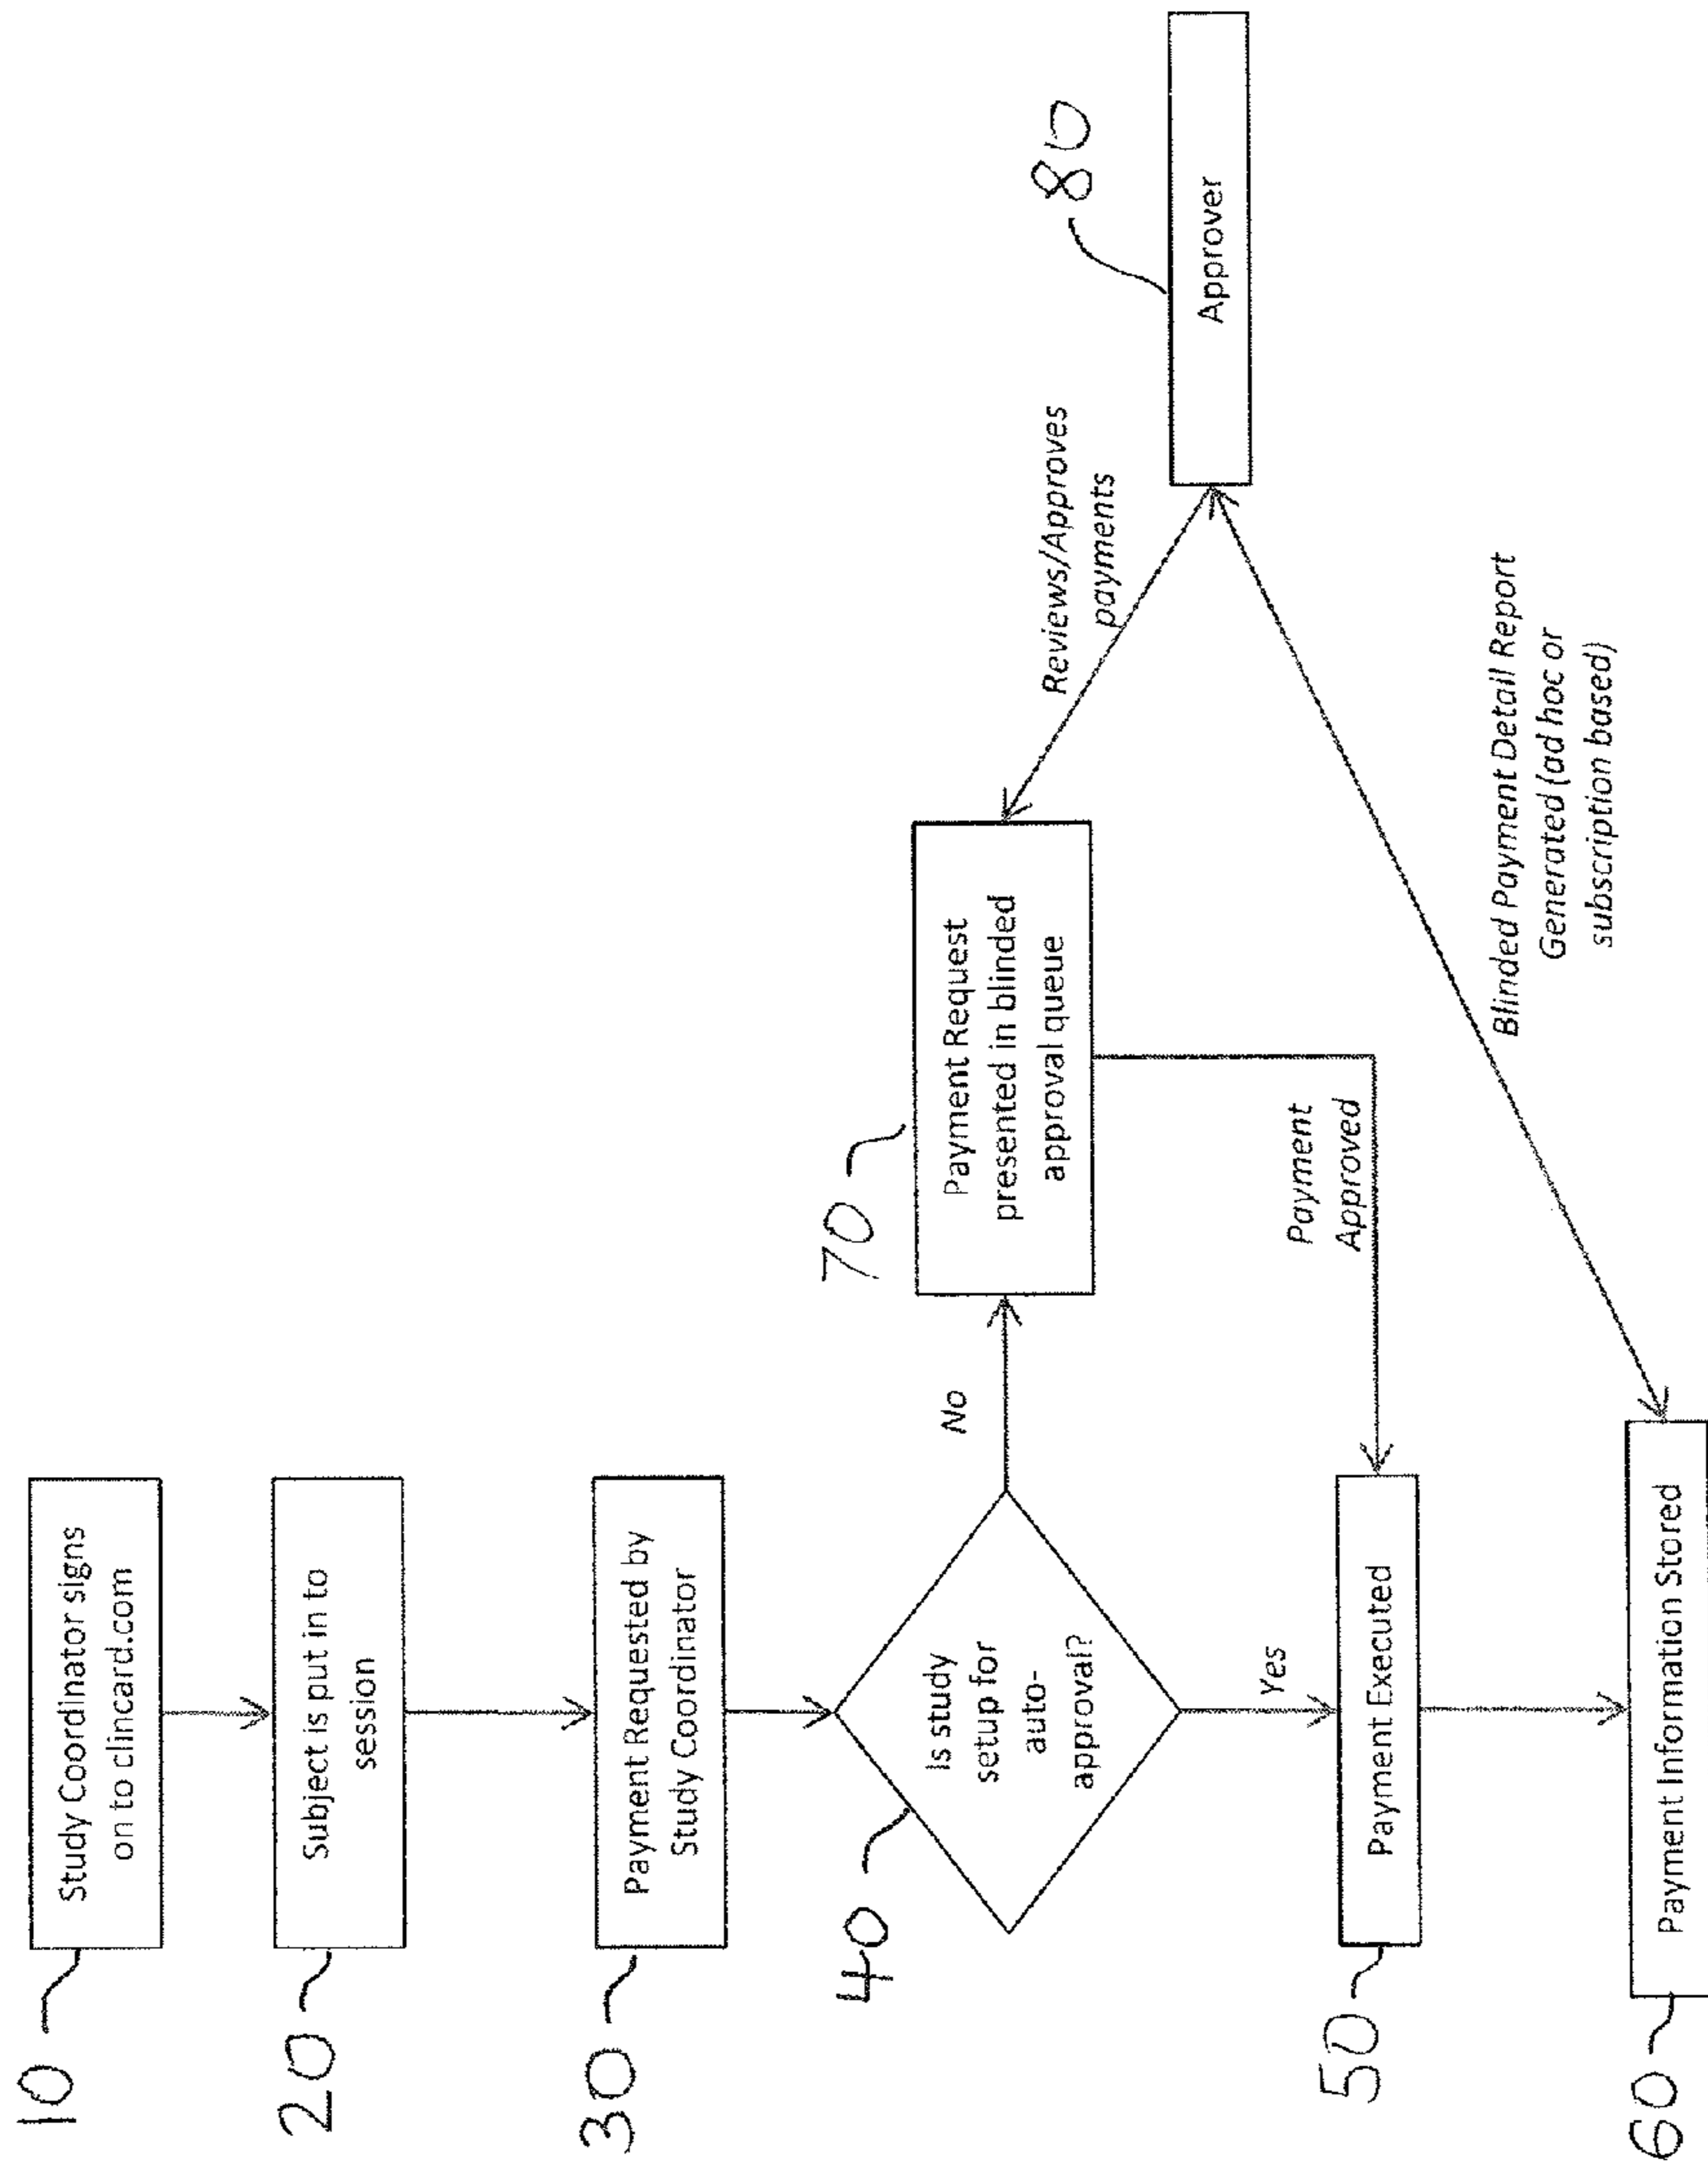 10
Study Coordinator signs
on to clincard.com
20
Subject is put in to
session
30
Payment Requested by
Study Coordinator
40
Is study
setup for
auto-
approval?
No
70
Payment Request
presented in blinded
approval queue
Reviews/Approves
payments
80
Approver
Yes
Payment
Approved
50
Payment Executed
Blinded Payment Detail Report
Generated (ad hoc or
subscription based)
60
Payment Information Stored